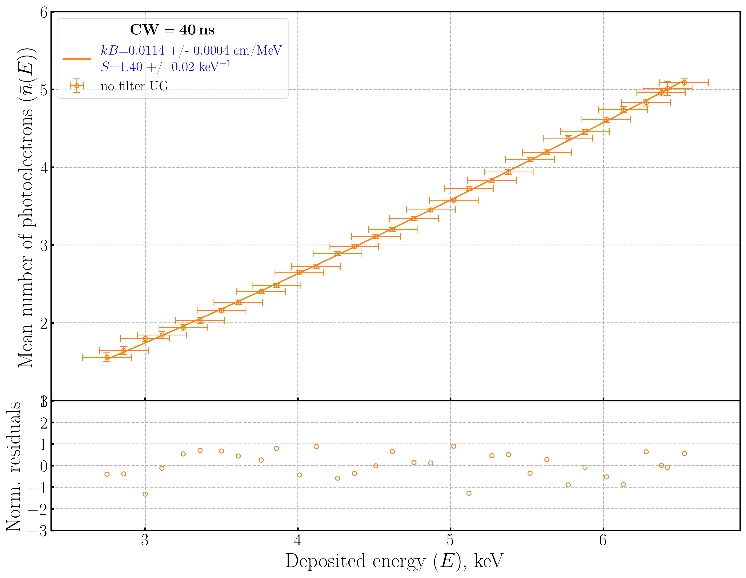 CW = 40 ns
kB=0.0114 +/- 0.0004 cm/MeV
S=1.40 +/- 0.02 keV⁻¹
no filter UG
Mean number of photoelectrons (n̄(E))
6
5
4
3
2
1
Norm. residuals
3
2
1
0
−1
−2
−3
3
4
5
6
Deposited energy (E), keV